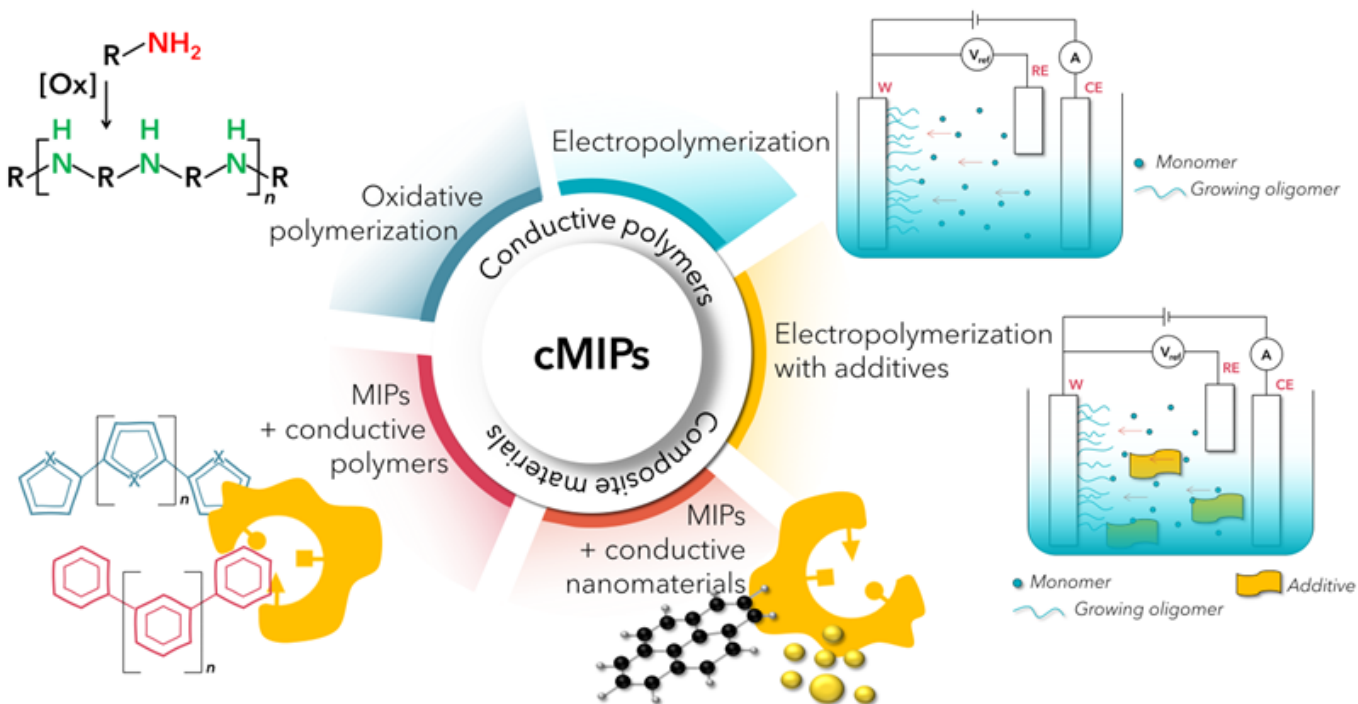 R
NH2
[Ox]
H
H
H
R
N
R
N
R
N
R
n
Oxidative
polymerization
Electropolymerization
Vref
A
W
RE
CE
Monomer
Growing oligomer
Conductive polymers
cMIPs
Composite materials
Electropolymerization
with additives
Vref
A
W
RE
CE
Monomer
Additive
Growing oligomer
MIPs
+ conductive
polymers
X
X
X
n
n
MIPs
+ conductive
nanomaterials